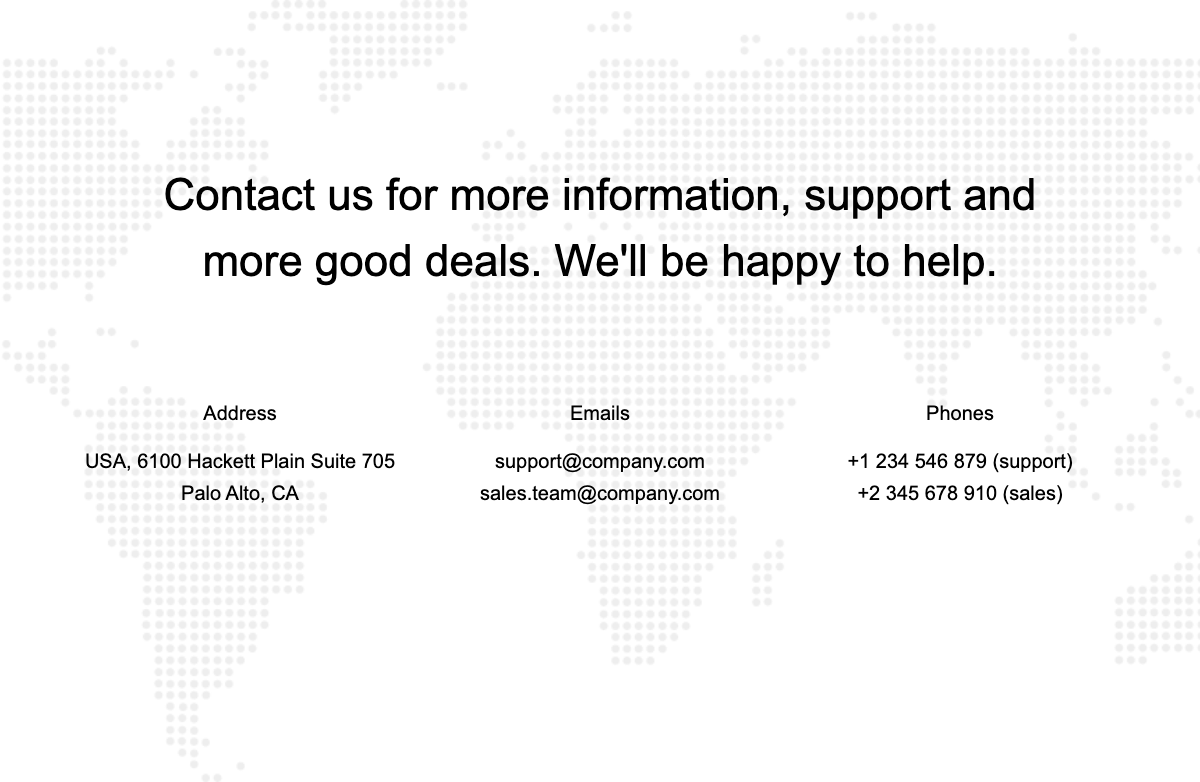 Contact us for more information, support and
more good deals. We'll be happy to help.
Address
USA, 6100 Hackett Plain Suite 705
Palo Alto, CA
Emails
support@company.com
sales.team@company.com
Phones
+1 234 546 879 (support)
+2 345 678 910 (sales)